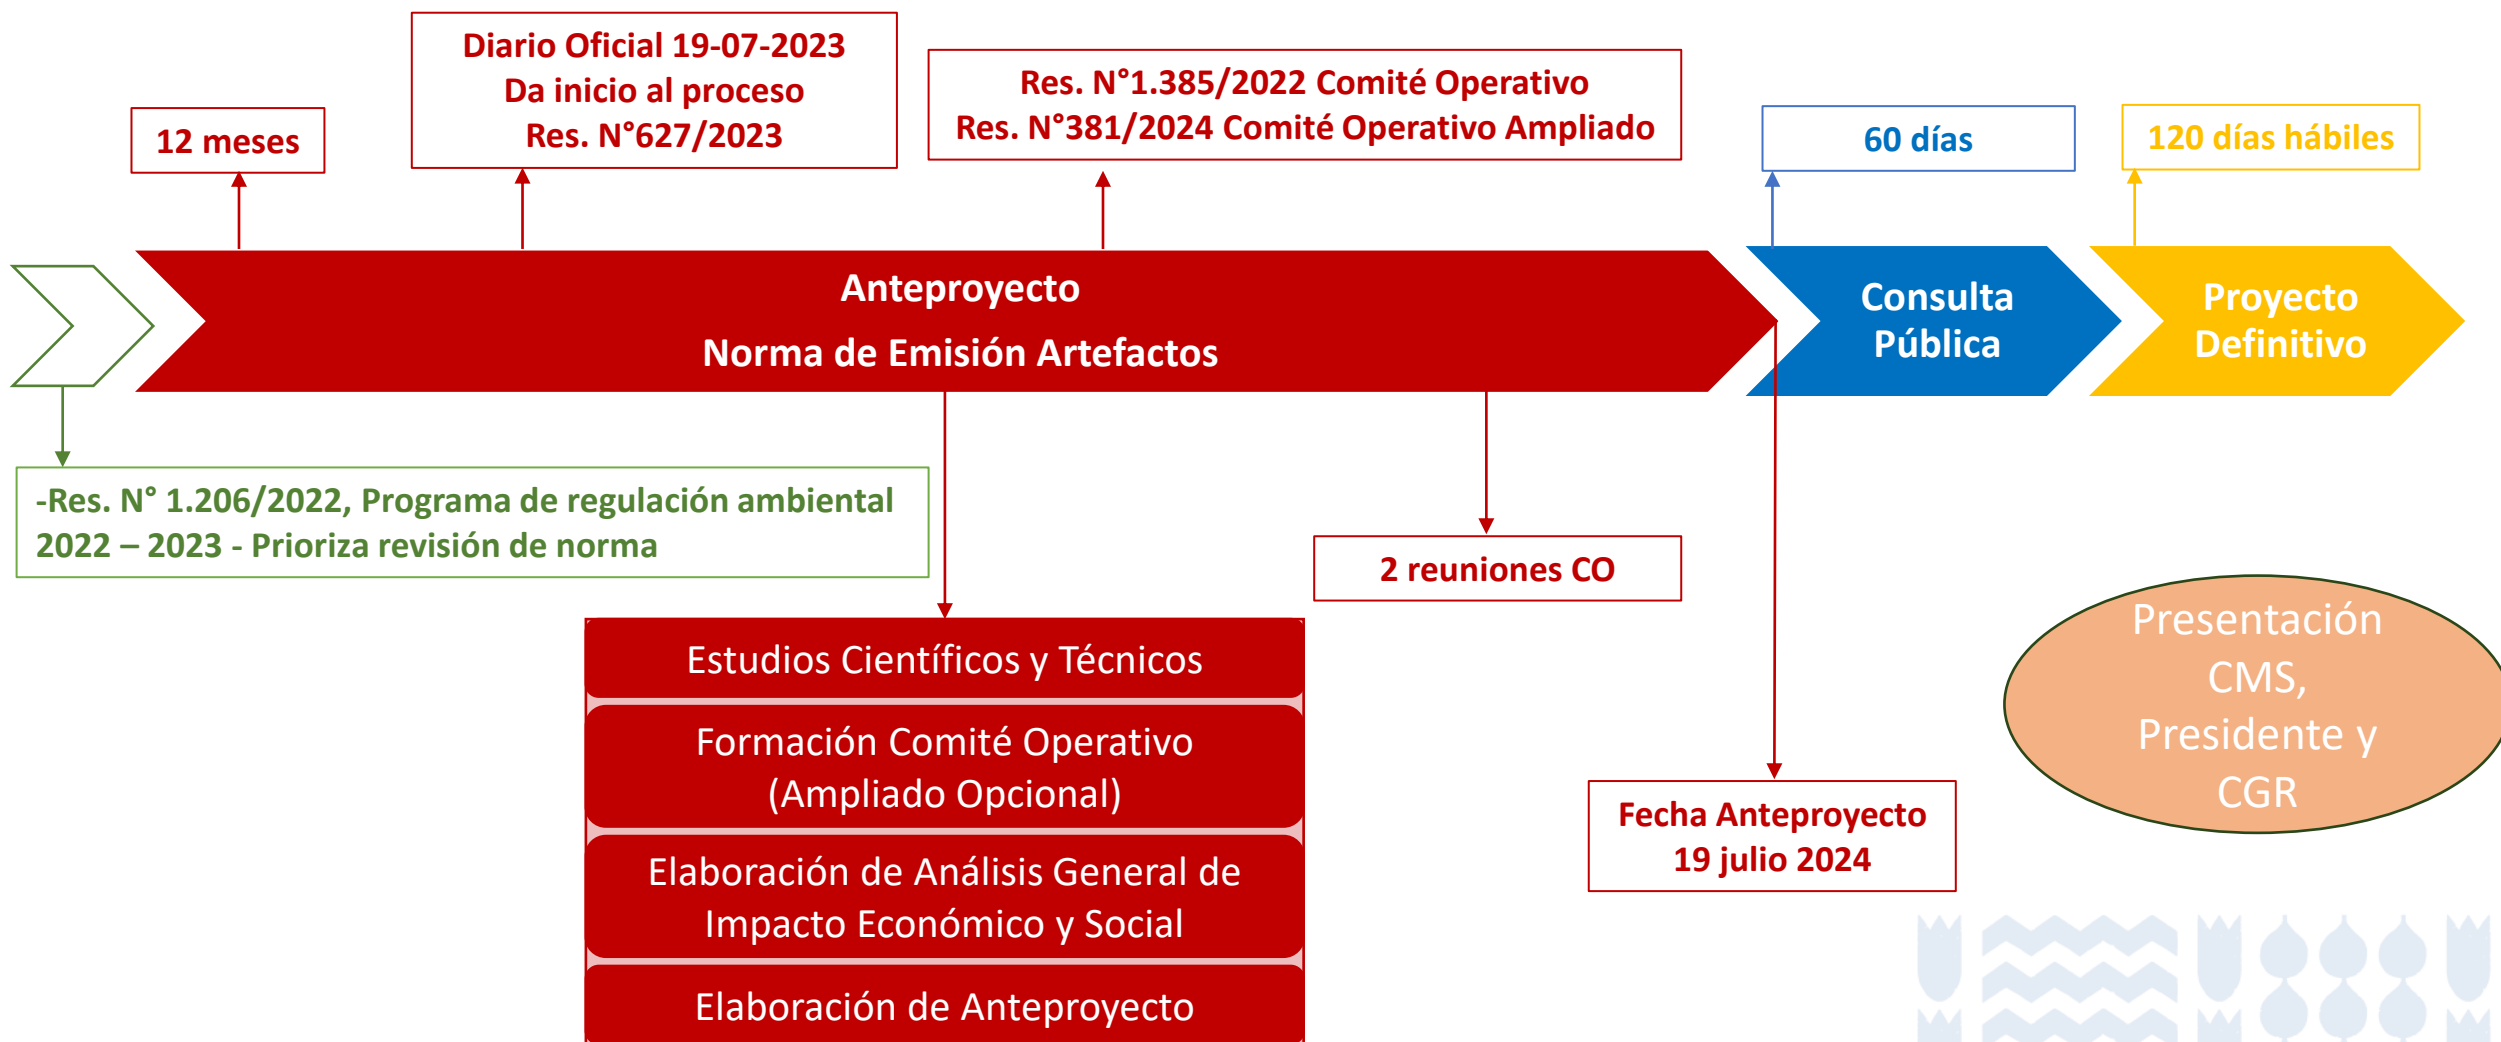 12 meses
Diario Oficial 19-07-2023
Da inicio al proceso
Res. N°627/2023
Res. N°1.385/2022 Comité Operativo
Res. N°381/2024 Comité Operativo Ampliado
60 días
120 días hábiles
Anteproyecto
Norma de Emisión Artefactos
Consulta
Pública
Proyecto
Definitivo
-Res. N° 1.206/2022, Programa de regulación ambiental
2022 – 2023 - Prioriza revisión de norma
2 reuniones CO
Estudios Científicos y Técnicos
Formación Comité Operativo
(Ampliado Opcional)
Elaboración de Análisis General de
Impacto Económico y Social
Elaboración de Anteproyecto
Fecha Anteproyecto
19 julio 2024
Presentación
CMS,
Presidente y
CGR